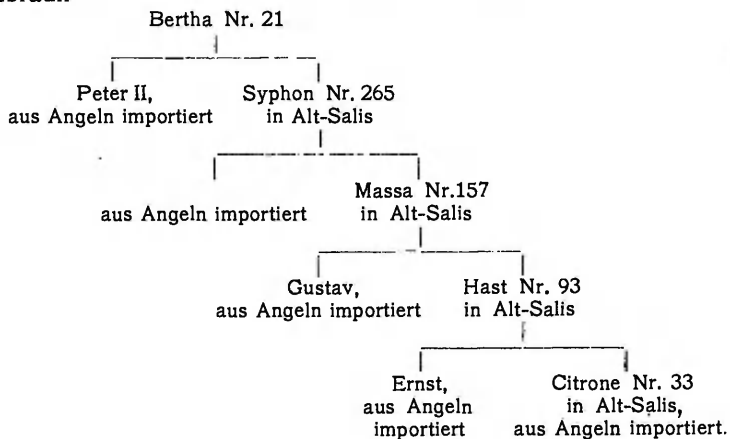 Bertha Nr. 21
Peter II, Syphon Nr. 265
aus Angeln importiert in Alt-Salis
Massa Nr. 157
aus Angeln importiert in Alt-Salis
Gustav, Hast Nr. 93
aus Angeln importiert in Alt-Salis
Ernst, Citrone Nr. 33
aus Angeln in Alt-Salis,
importiert aus Angeln importiert.